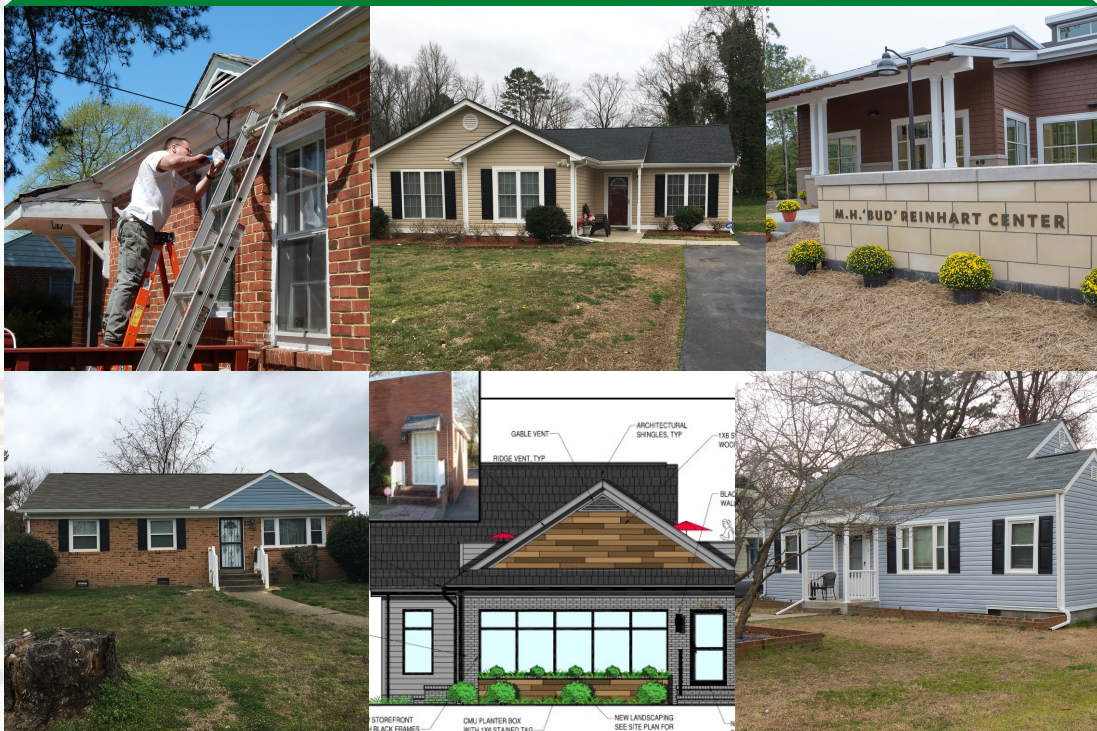 M.H. 'BUD' REINHART CENTER
GABLE VENT
ARCHITECTURAL
SHINGLES, TYP
RIDGE VENT, TYP
STOREFRONT
BLACK FRAMES
CMU PLANTER BOX
WITH 1X6 STAINED T&G
NEW LANDSCAPING
SEE SITE PLAN FOR